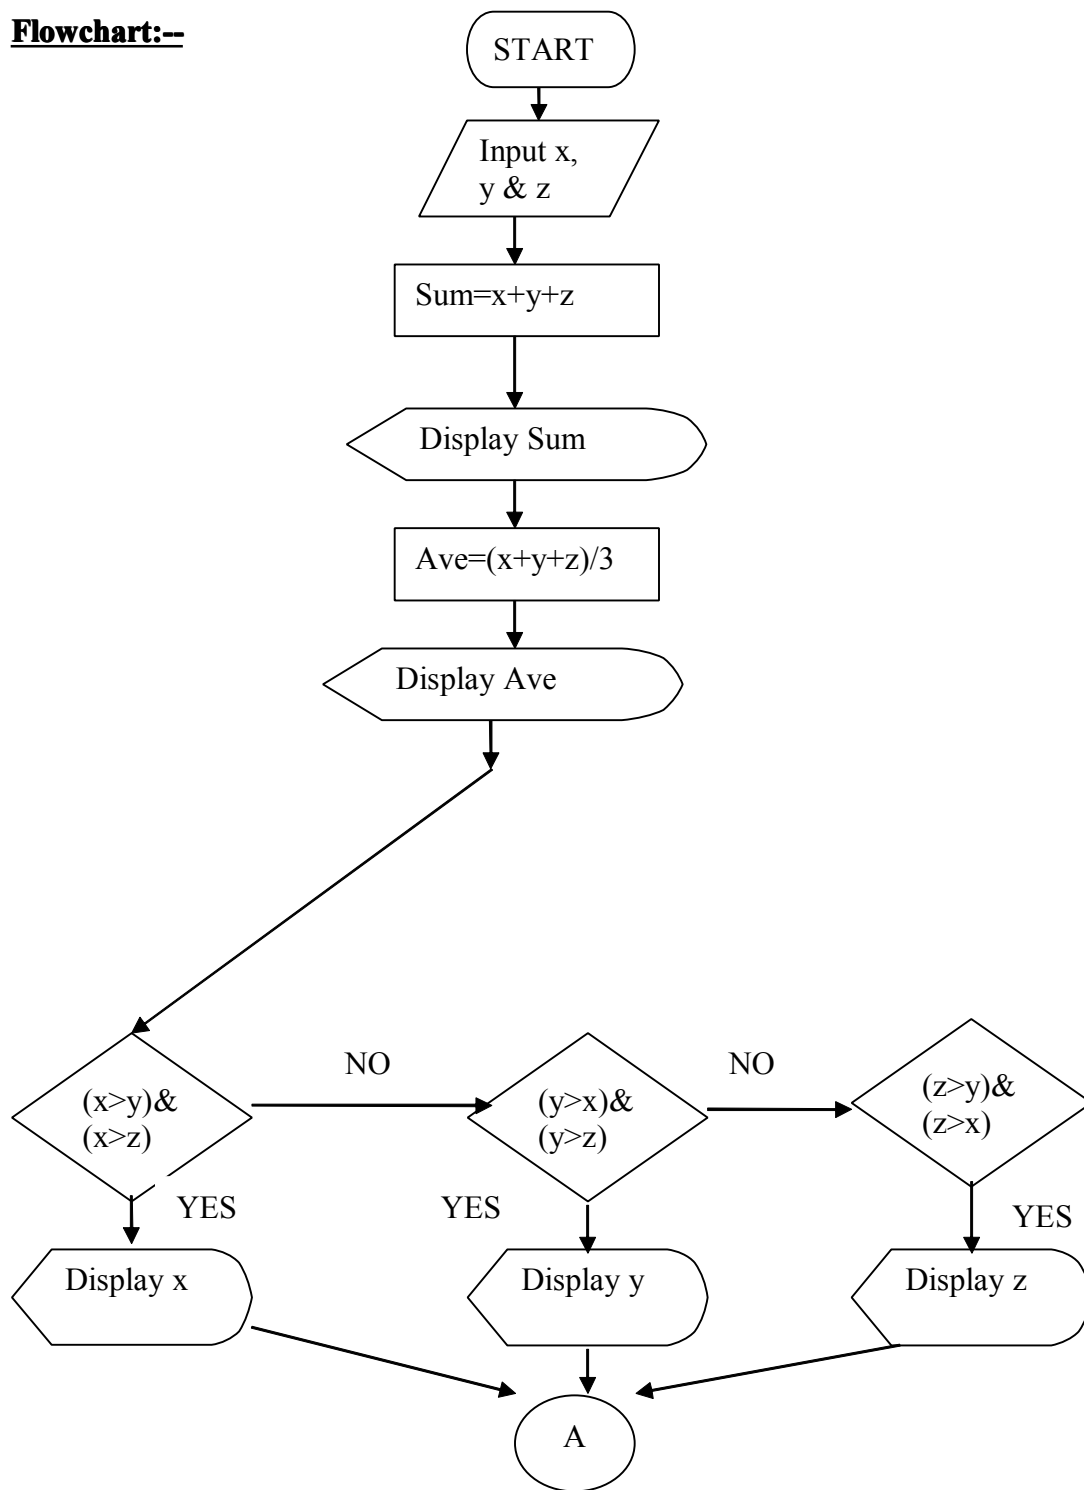 Flowchart:--
START
Input x,
y & z
Sum=x+y+z
Display Sum
Ave=(x+y+z)/3
Display Ave
NO
NO
(x>y)&
(x>z)
(y>x)&
(y>z)
(z>y)&
(z>x)
YES
YES
YES
Display x
Display y
Display z
A